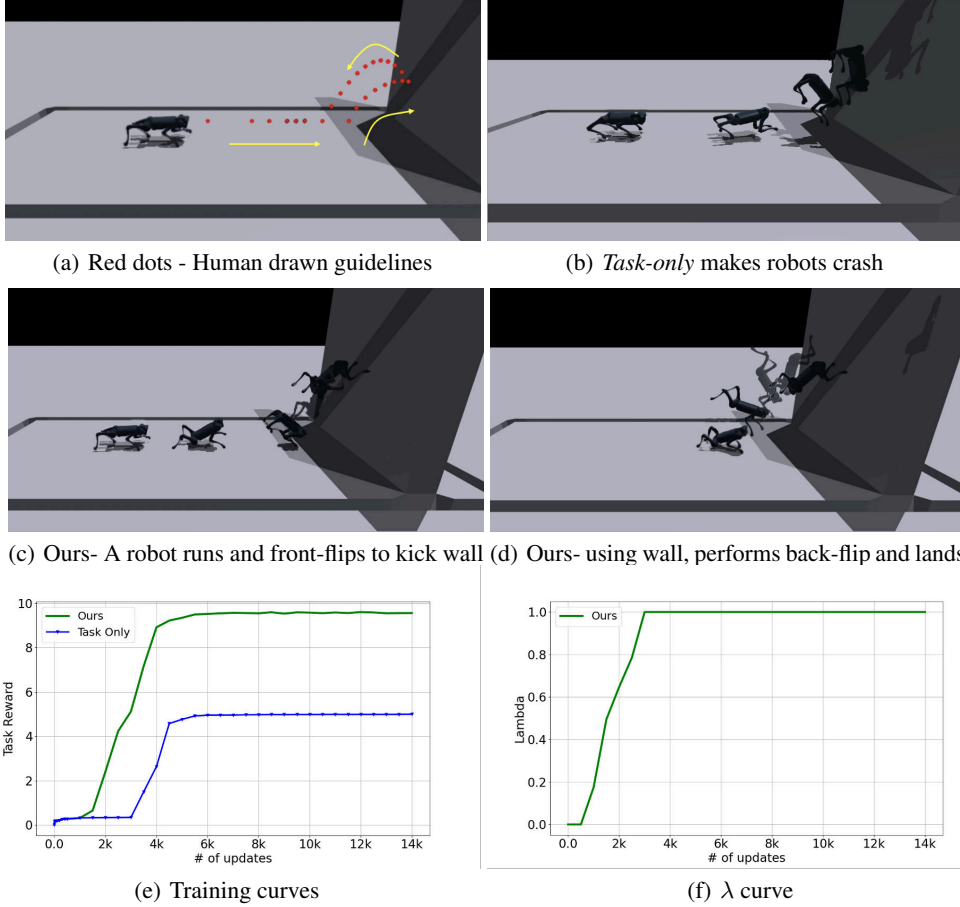 (a) Red dots - Human drawn guidelines
(b) Task-only makes robots crash
(c) Ours- A robot runs and front-flips to kick wall
(d) Ours- using wall, performs back-flip and lands
10
8
6
4
2
0
Task Reward
Ours
Task Only
0.0 2k 4k 6k 8k 10k 12k 14k
# of updates
(e) Training curves
1.0
0.8
0.6
0.4
0.2
0.0
Lambda
Ours
0.0 2k 4k 6k 8k 10k 12k 14k
# of updates
(f) λ curve